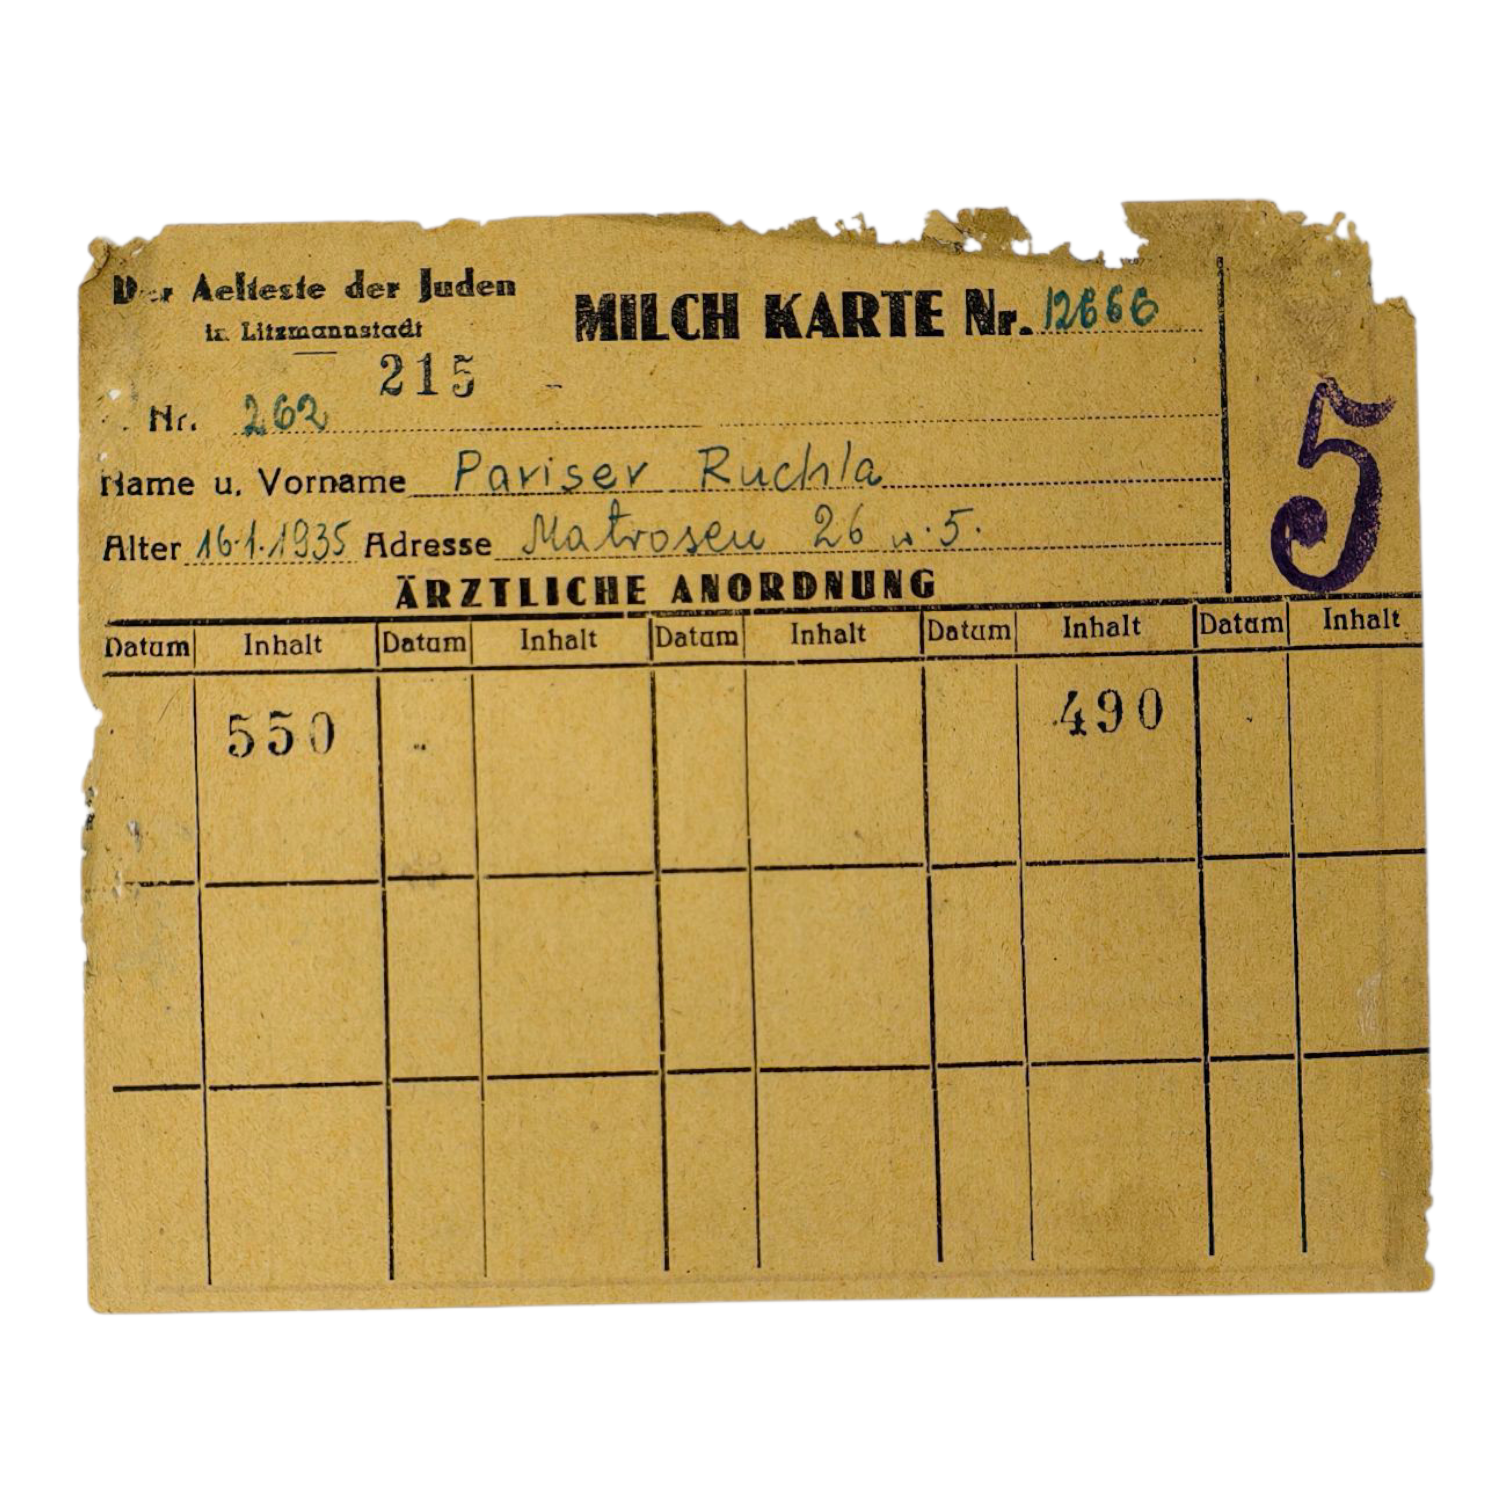 Der Aelteste der Juden
in Litzmannstadt
MILCH KARTE Nr. 12666
215
Nr. 262
Name u. Vorname Pariser Ruchla
Alter 16.1.1935 Adresse Matrosen 26 w. 5.
5
ÄRZTLICHE ANORDNUNG
Datum Inhalt Datum Inhalt Datum Inhalt Datum Inhalt Datum Inhalt
550 490